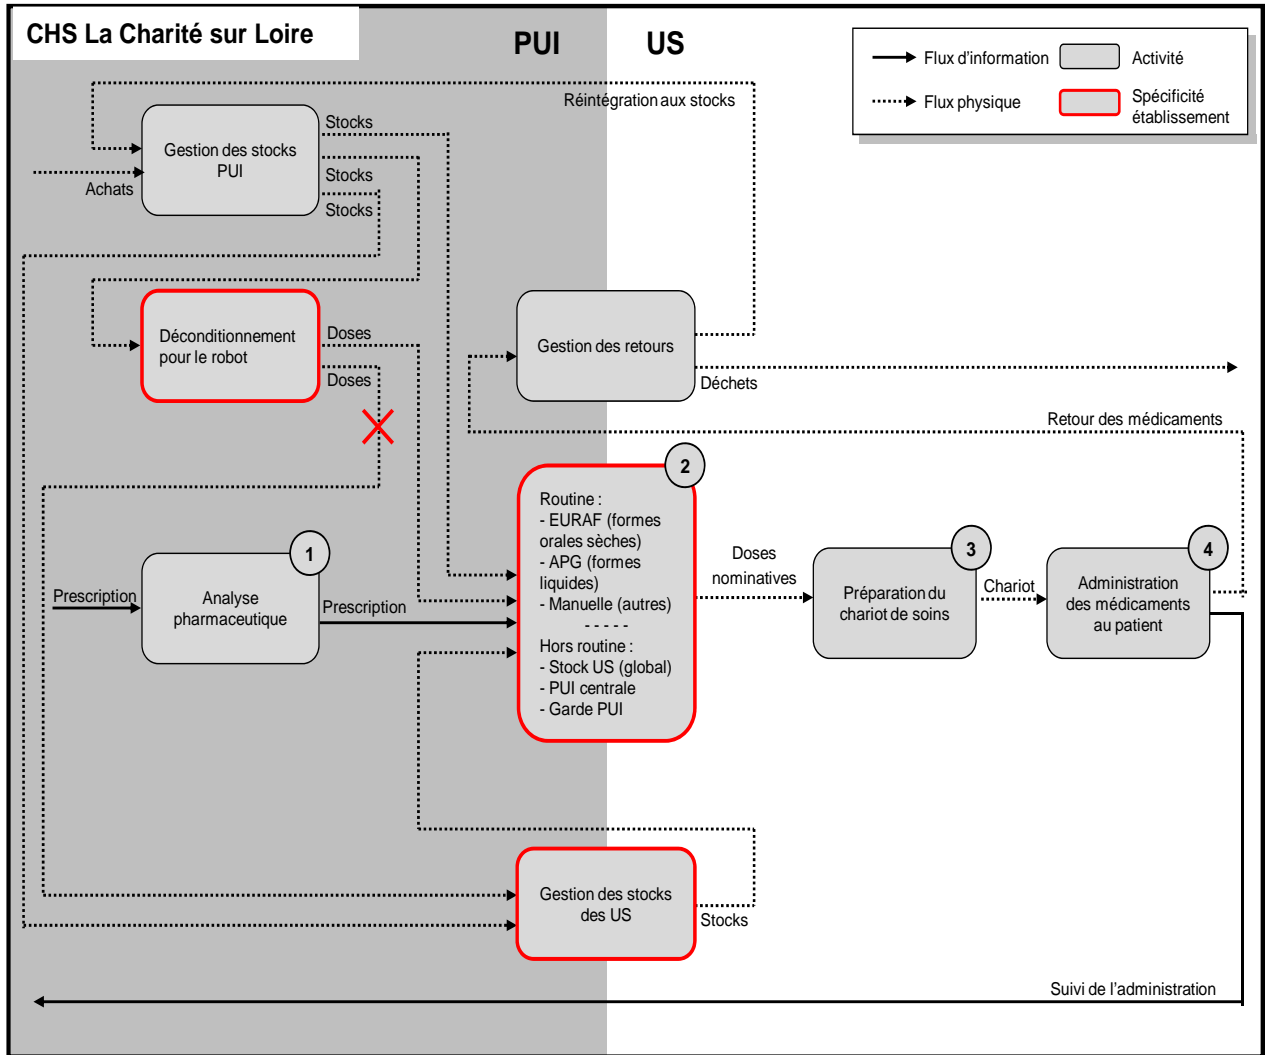 CHS La Charité sur Loire
PUI
US
Flux d'information
Activité
Flux physique
Spécificité
établissement
Réintégration aux stocks
Gestion des stocks
PUI
Stocks
Stocks
Stocks
Achats
Déconditionnement
pour le robot
Doses
Doses
Gestion des retours
Déchets
Retour des médicaments
1
Prescription
Analyse
pharmaceutique
Prescription
2
Routine :
- EURAF (formes
orales sèches)
- APG (formes
liquides)
- Manuelle (autres)
- - - - -
Hors routine :
- Stock US (global)
- PUI centrale
- Garde PUI
Doses
nominatives
3
Préparation du
chariot de soins
Chariot
4
Administration
des médicaments
au patient
Gestion des stocks
des US
Stocks
Suivi de l'administration